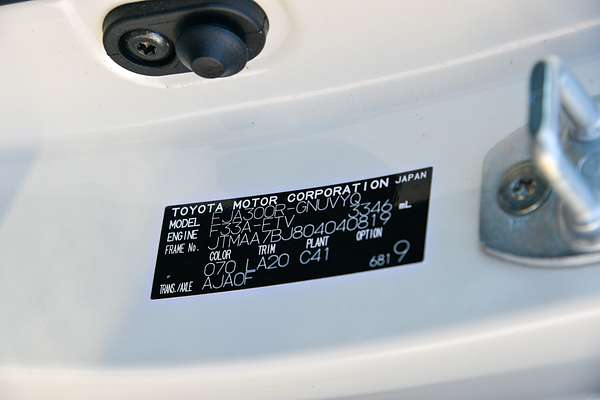 TOYOTA MOTOR CORPORATION JAPAN
MODEL FJA300R-GNUVYQ
ENGINE F33A-FTV 3346 mL
FRAME No. JTMAA7BJ804040819
COLOR TRIM PLANT OPTION
070 LA20 C41 6819
TRANS./AXLE AJA0F